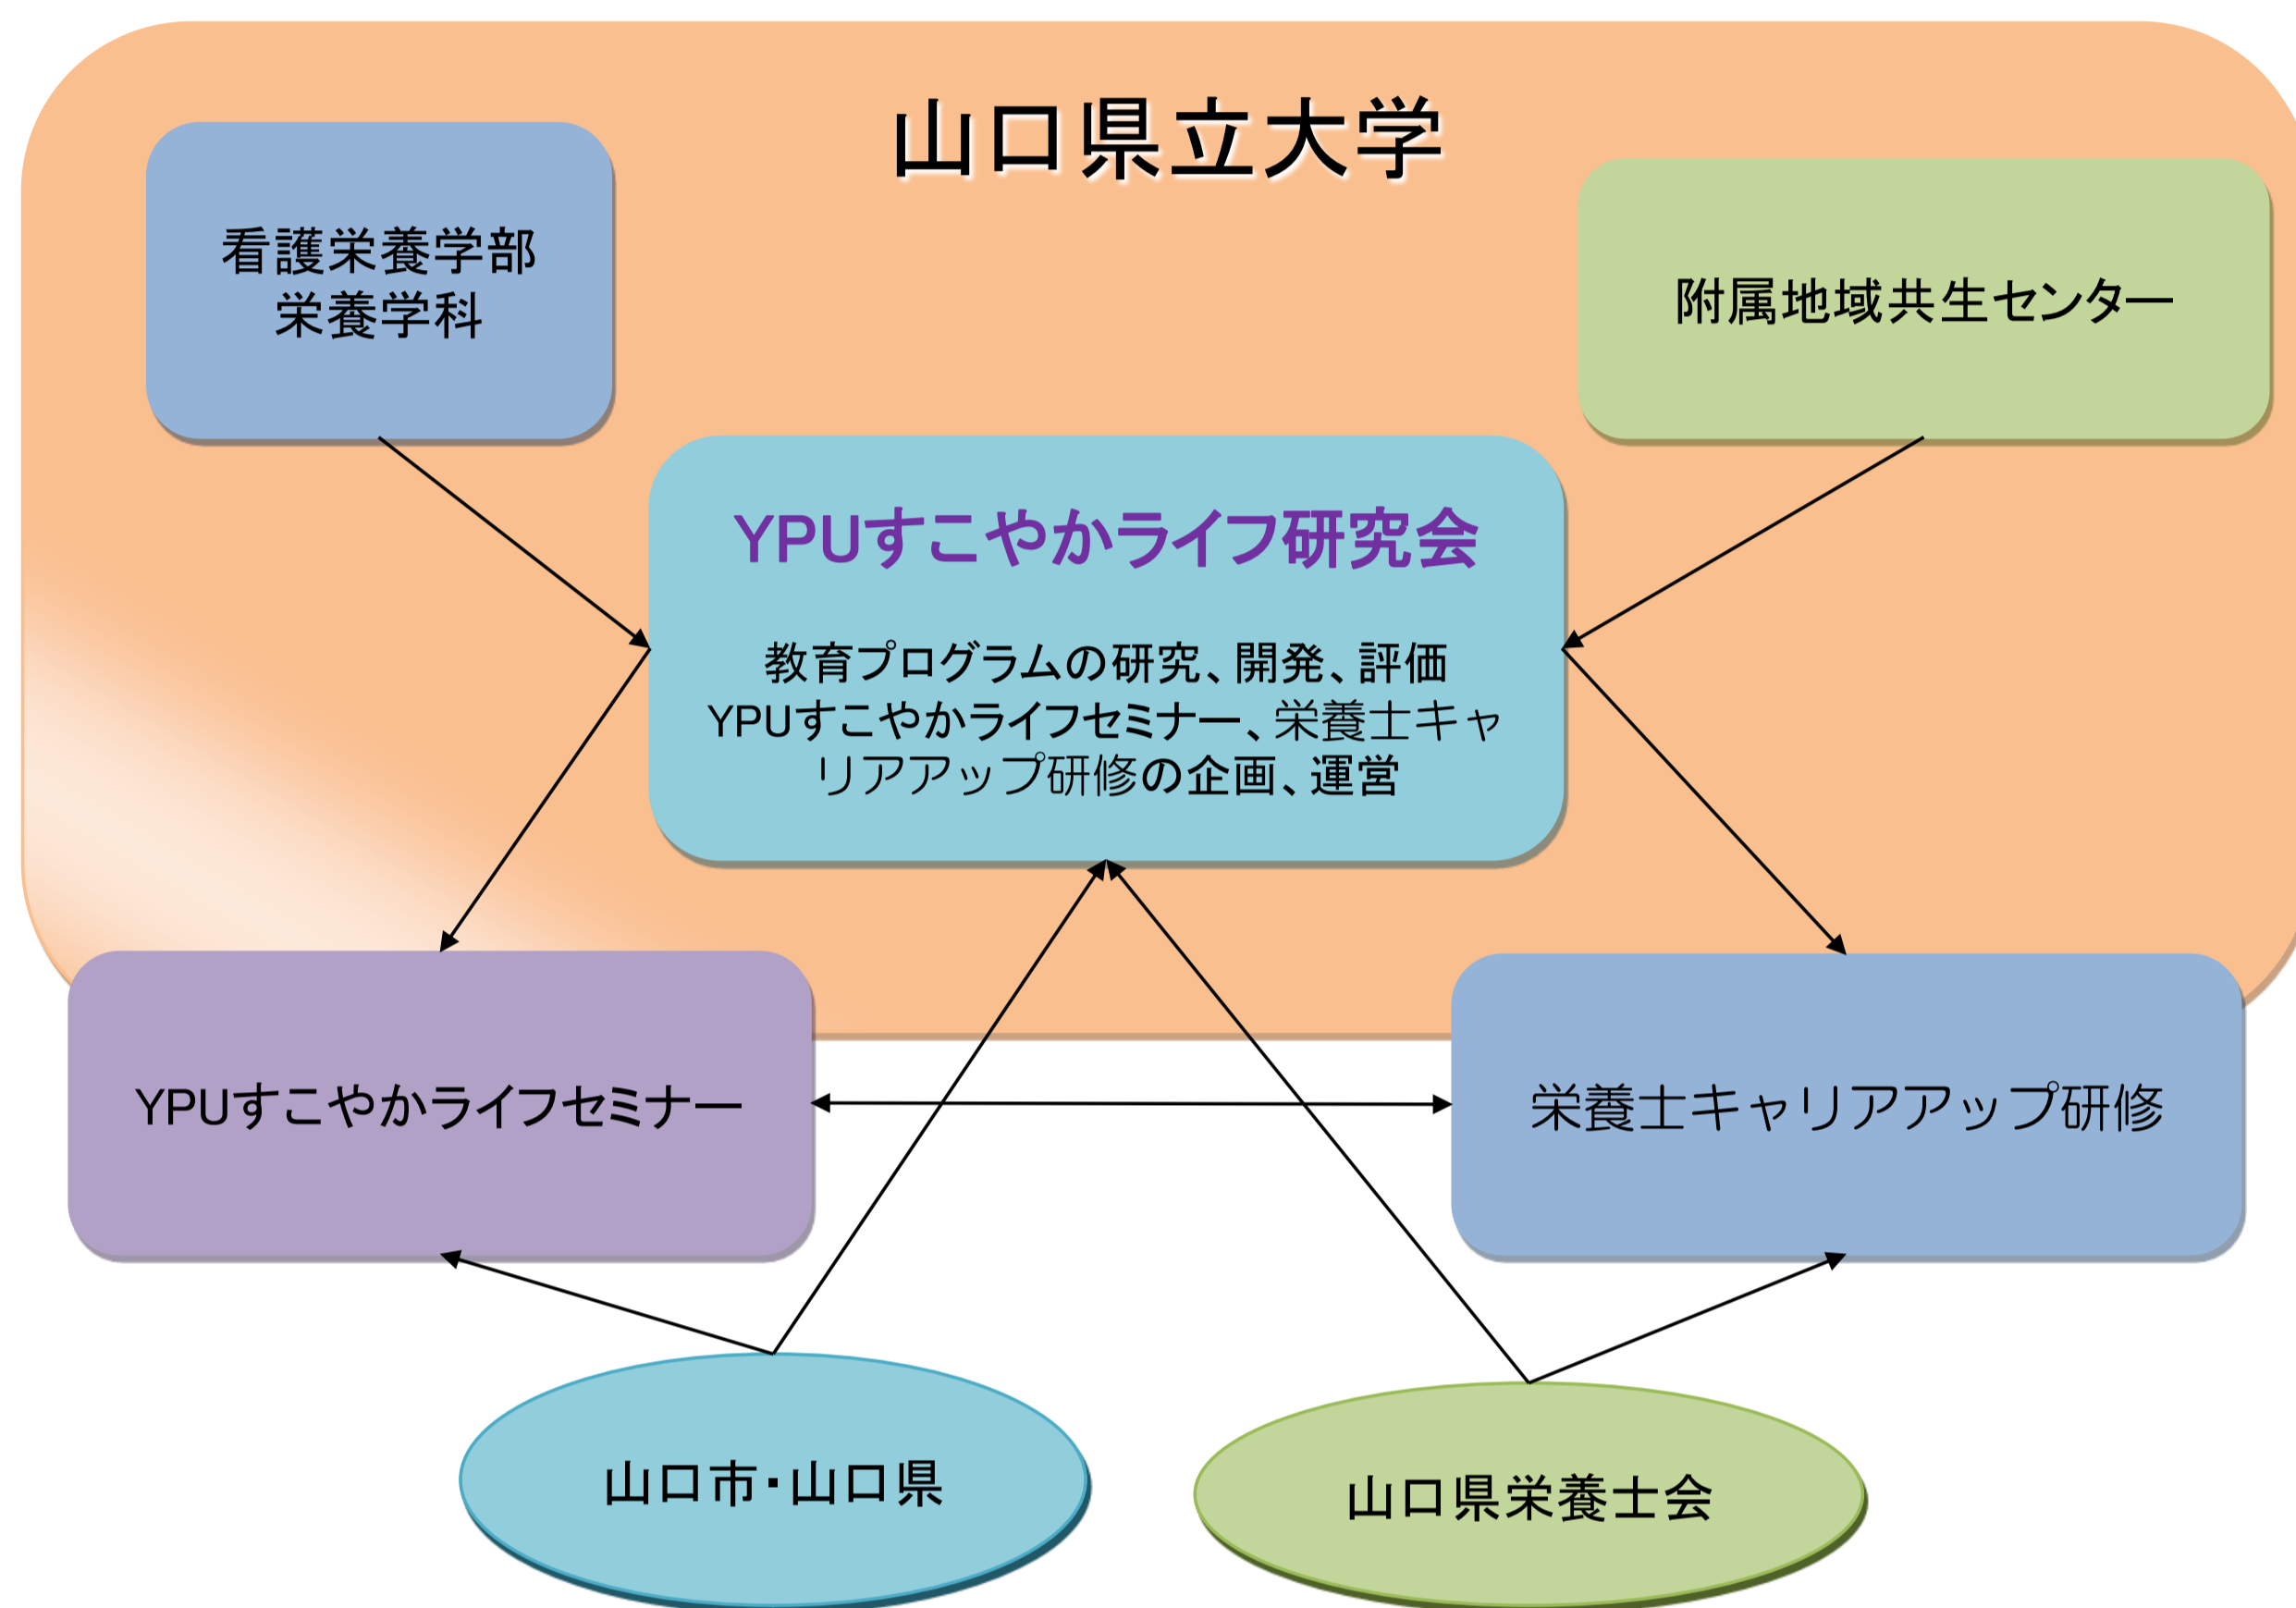 山口県立大学
看護栄養学部
栄養学科
附属地域共生センター
YPUすこやかライフ研究会
教育プログラムの研究、開発、評価
YPUすこやかライフセミナー、栄養士キャ
リアアップ研修の企画、運営
YPUすこやかライフセミナー
栄養士キャリアアップ研修
山口市・山口県
山口県栄養士会